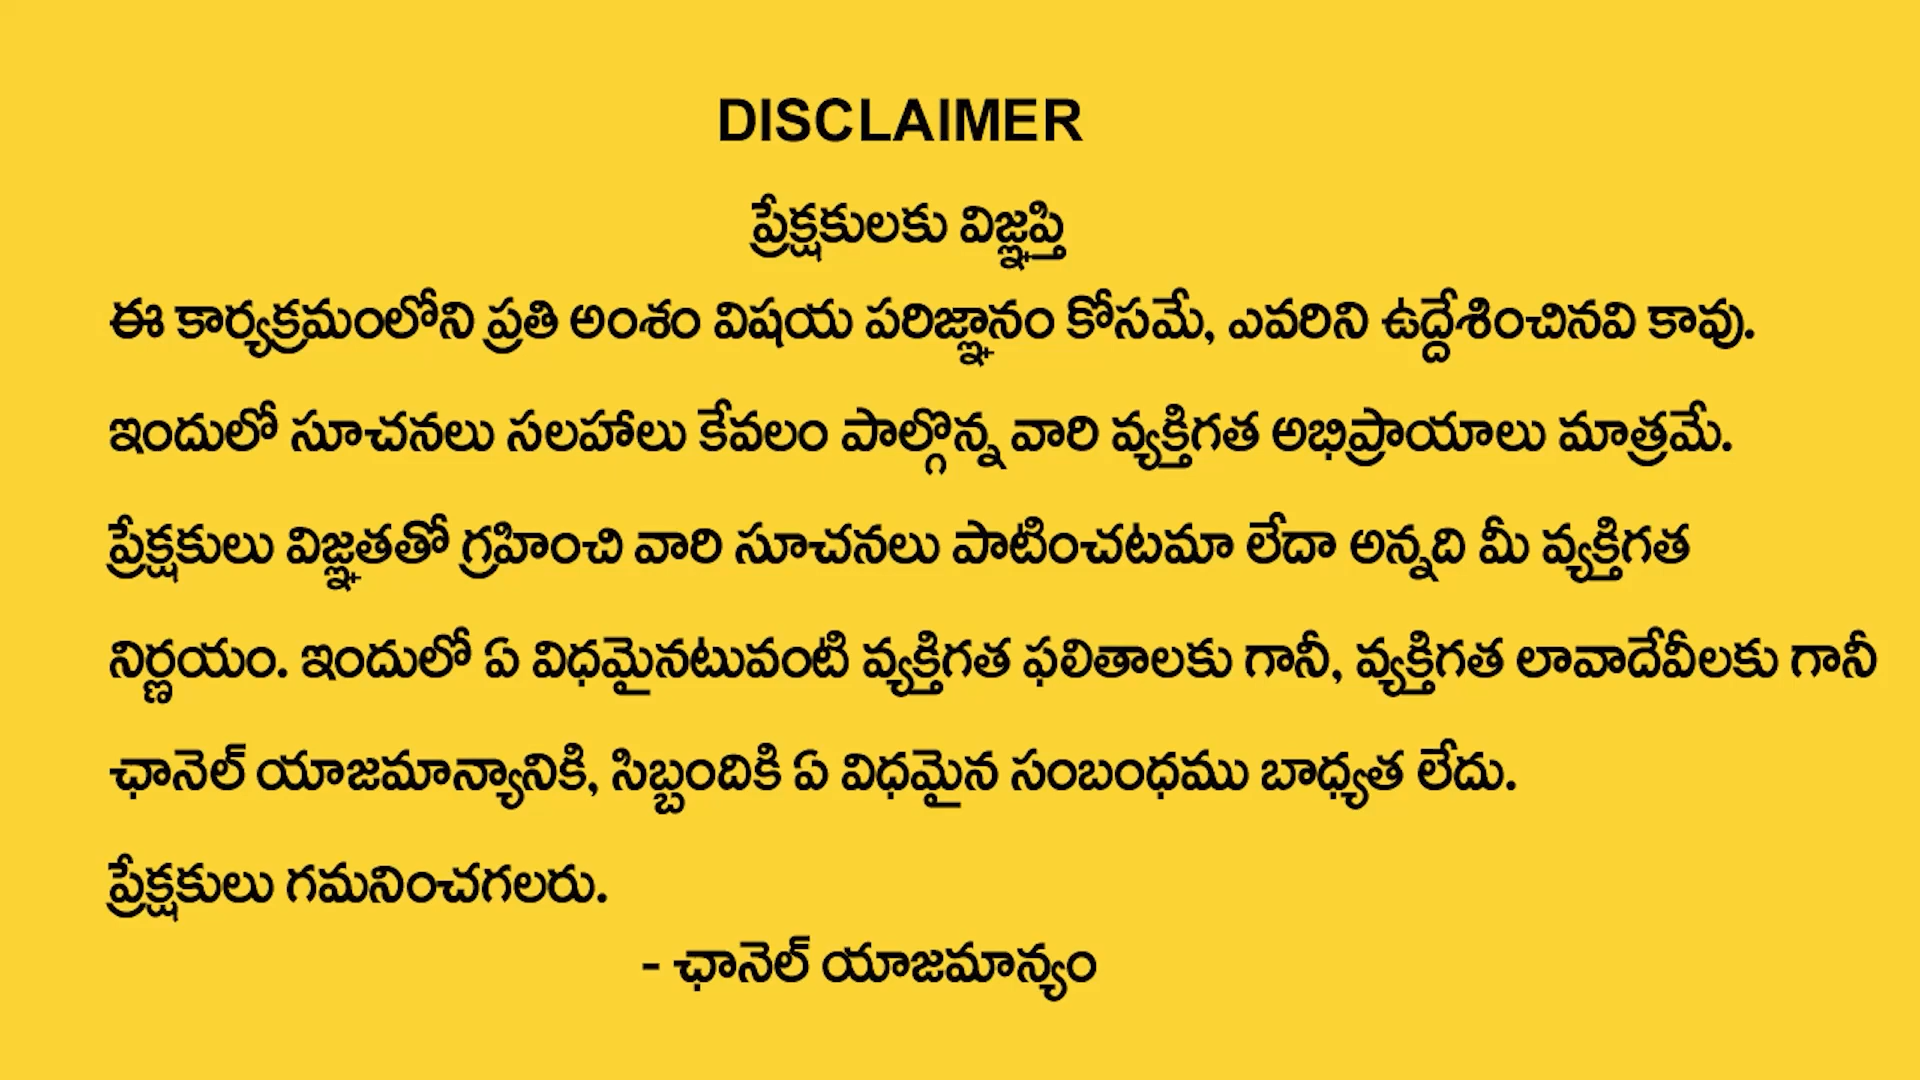 DISCLAIMER
ప్రేక్షకులకు విజ్ఞప్తి
ఈ కార్యక్రమంలోని ప్రతి అంశం విషయ పరిజ్ఞానం కోసమే, ఎవరిని ఉద్దేశించినవి కావు.
ఇందులో సూచనలు సలహాలు కేవలం పాల్గొన్న వారి వ్యక్తిగత అభిప్రాయాలు మాత్రమే.
ప్రేక్షకులు విజ్ఞతతో గ్రహించి వారి సూచనలు పాటించటమా లేదా అన్నది మీ వ్యక్తిగత
నిర్ణయం. ఇందులో ఏ విధమైనటువంటి వ్యక్తిగత ఫలితాలకు గానీ, వ్యక్తిగత లావాదేవీలకు గానీ
ఛానెల్ యాజమాన్యానికి, సిబ్బందికి ఏ విధమైన సంబంధము బాధ్యత లేదు.
ప్రేక్షకులు గమనించగలరు.
- ఛానెల్ యాజమాన్యం